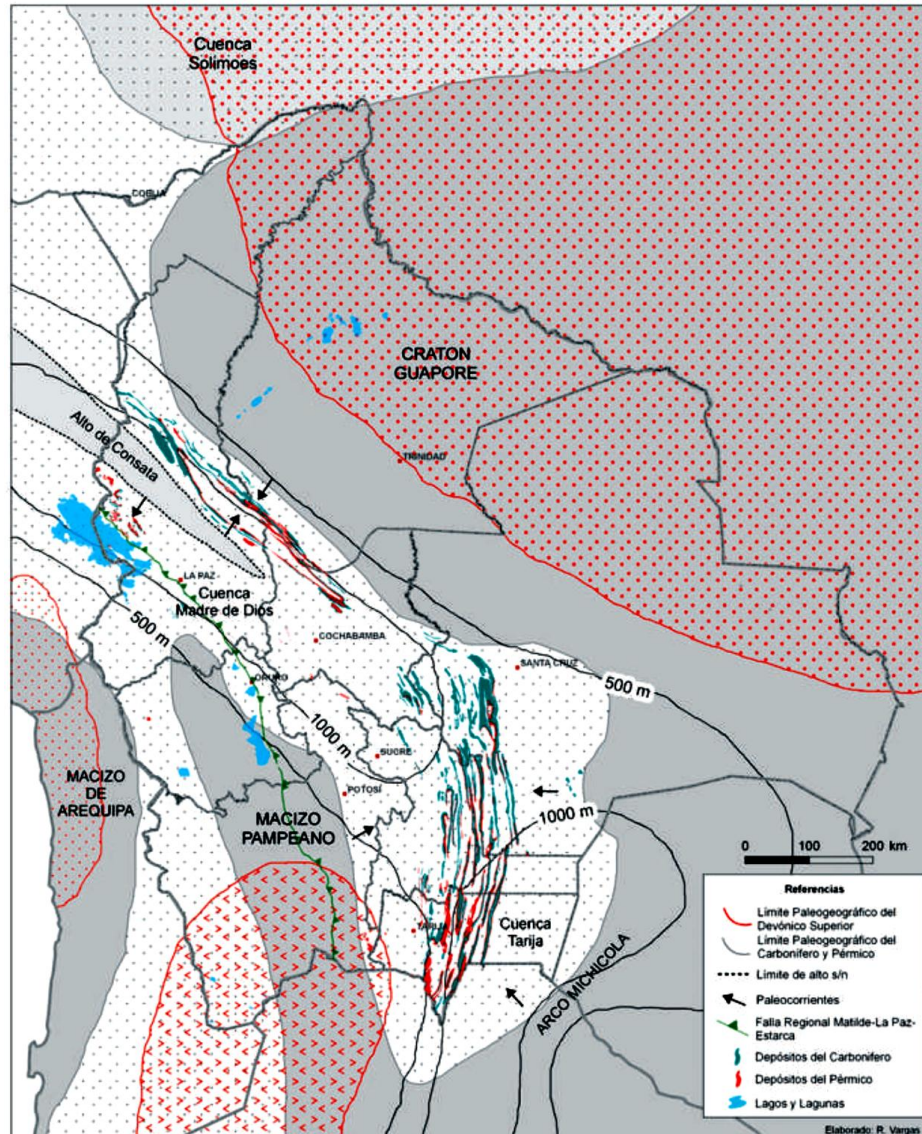 Cuenca
Solimoes
COBIJA
CRATON
GUAPORE
Alto de Consata
TRINIDAD
LA PAZ
Cuenca
Madre de Dios
500 m
COCHABAMBA
SANTA CRUZ
500 m
ORURO
1000 m
SUCRE
MACIZO
DE
AREQUIPA
POTOSÍ
MACIZO
PAMPEANO
1000 m
0 100 200 km
TARIJA
Cuenca
Tarija
ARCO MICHICOLA
Referencias
Límite Paleogeográfico del
Devónico Superior
Límite Paleogeográfico del
Carbonífero y Pérmico
Límite de alto s/n
Paleocorrientes
Falla Regional Matilde-La Paz-
Estarca
Depósitos del Carbonífero
Depósitos del Pérmico
Lagos y Lagunas
Elaborado: R. Vargas